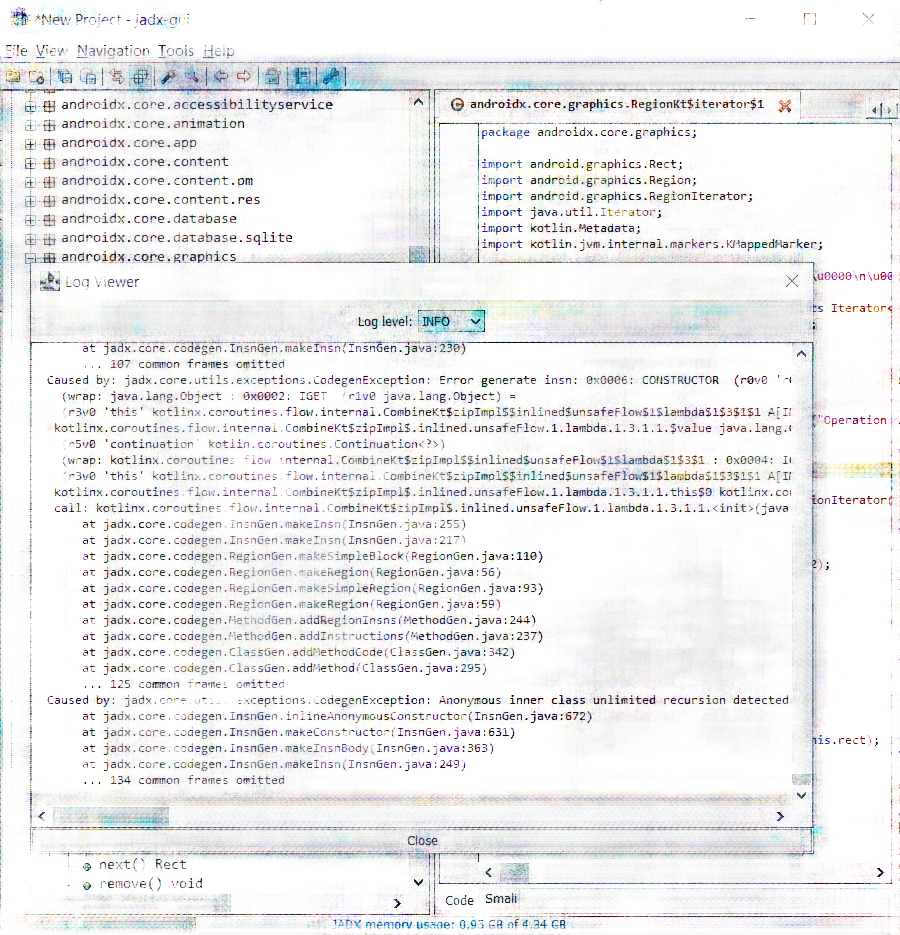 *New Project - jadx-gui
File View Navigation Tools Help
androidx.core.accessibilityservice
androidx.core.animation
androidx.core.app
androidx.core.content
androidx.core.content.pm
androidx.core.content.res
androidx.core.database
androidx.core.database.sqlite
androidx.core.graphics
androidx.core.graphics.RegionKt$iterator$1
package androidx.core.graphics;
import android.graphics.Rect;
import android.graphics.Region;
import android.graphics.RegionIterator;
import java.util.Iterator;
import kotlin.Metadata;
import kotlin.jvm.internal.markers.KMappedMarker;
\u0000\n\u00
s Iterator<
("Operation
onIterator(
2);
his.rect);
Log Viewer
Log level: INFO
at jadx.core.codegen.InsnGen.makeInsn(InsnGen.java:230)
... 107 common frames omitted
Caused by: jadx.core.utils.exceptions.CodegenException: Error generate insn: 0x0006: CONSTRUCTOR (r0v0 'r
(wrap: java.lang.Object : 0x0002: IGET (r1v0 java.lang.Object) =
(r3v0 'this' kotlinx.coroutines.flow.internal.CombineKt$zipImpl$$inlined$unsafeFlow$1$lambda$1$3$1$1 A[I
kotlinx.coroutines.flow.internal.CombineKt$zipImpl$.inlined.unsafeFlow.1.lambda.1.3.1.1.$value java.lang.
(r5v0 'continuation' kotlin.coroutines.Continuation<?>)
(wrap: kotlinx.coroutines.flow.internal.CombineKt$zipImpl$$inlined$unsafeFlow$1$lambda$1$3$1 : 0x0004: I
(r3v0 'this' kotlinx.coroutines.flow.internal.CombineKt$zipImpl$$inlined$unsafeFlow$1$lambda$1$3$1$1 A[I
kotlinx.coroutines.flow.internal.CombineKt$zipImpl$.inlined.unsafeFlow.1.lambda.1.3.1.1.this$0 kotlinx.co
call: kotlinx.coroutines.flow.internal.CombineKt$zipImpl$.inlined.unsafeFlow.1.lambda.1.3.1.1.<init>(java
at jadx.core.codegen.InsnGen.makeInsn(InsnGen.java:255)
at jadx.core.codegen.InsnGen.makeInsn(InsnGen.java:217)
at jadx.core.codegen.RegionGen.makeSimpleBlock(RegionGen.java:110)
at jadx.core.codegen.RegionGen.makeRegion(RegionGen.java:56)
at jadx.core.codegen.RegionGen.makeSimpleRegion(RegionGen.java:93)
at jadx.core.codegen.RegionGen.makeRegion(RegionGen.java:59)
at jadx.core.codegen.MethodGen.addRegionInsns(MethodGen.java:244)
at jadx.core.codegen.MethodGen.addInstructions(MethodGen.java:237)
at jadx.core.codegen.ClassGen.addMethodCode(ClassGen.java:342)
at jadx.core.codegen.ClassGen.addMethod(ClassGen.java:295)
... 125 common frames omitted
Caused by: jadx.core.utils.exceptions.CodegenException: Anonymous inner class unlimited recursion detected
at jadx.core.codegen.InsnGen.inlineAnonymousConstructor(InsnGen.java:672)
at jadx.core.codegen.InsnGen.makeConstructor(InsnGen.java:631)
at jadx.core.codegen.InsnGen.makeInsnBody(InsnGen.java:363)
at jadx.core.codegen.InsnGen.makeInsn(InsnGen.java:249)
... 134 common frames omitted
Close
next() Rect
remove() void
Code Smali
JADX memory usage: 0.95 GB of 4.34 GB